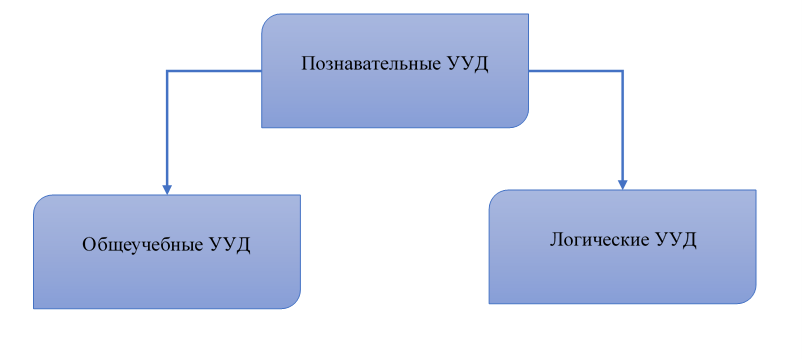 Познавательные УУД
Общеучебные УУД
Логические УУД